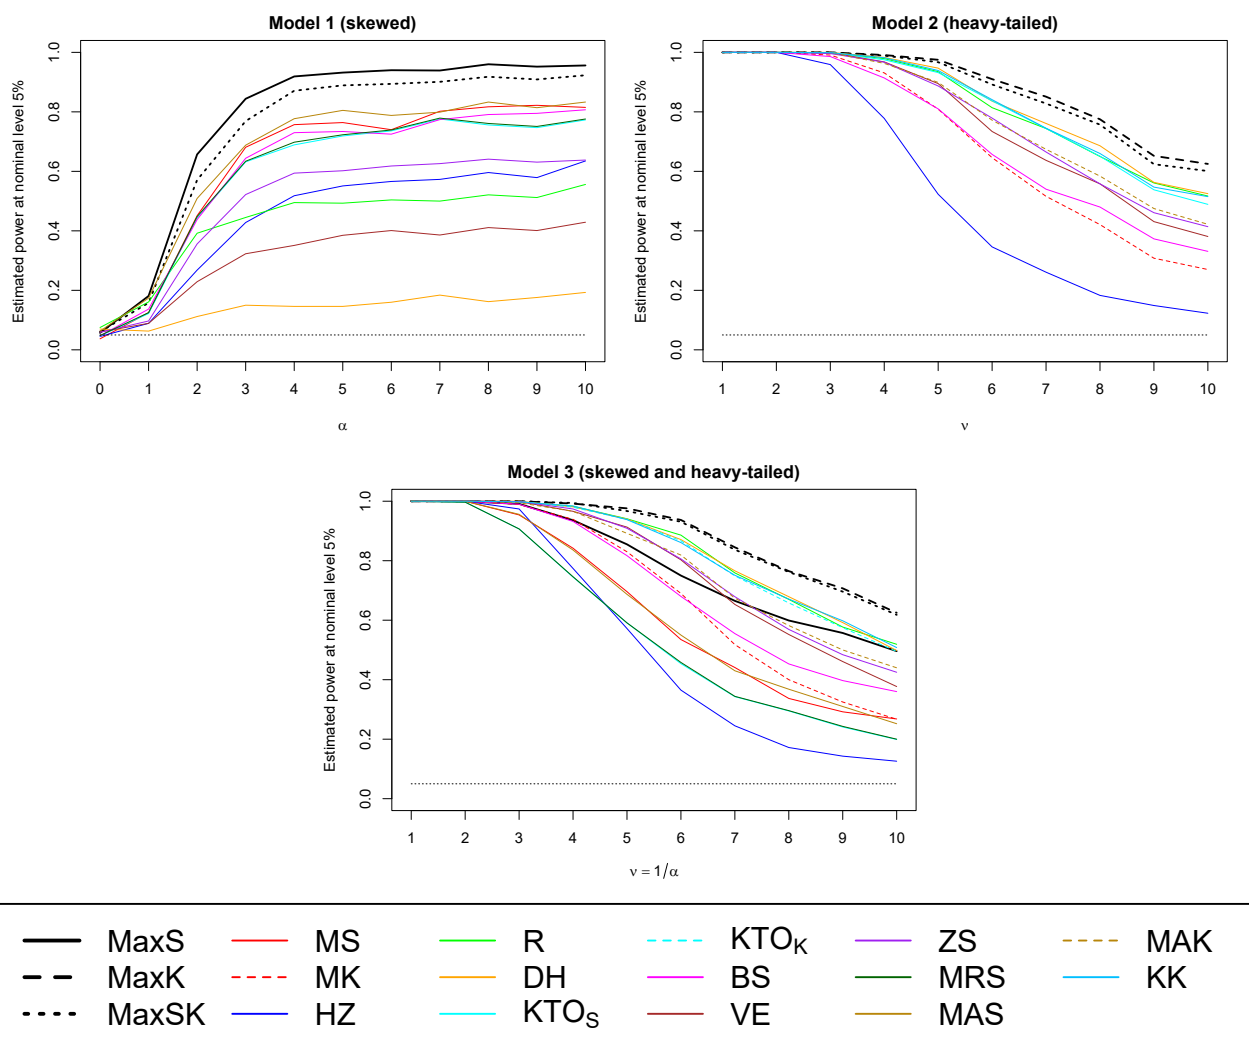 Model 1 (skewed)
Estimated power at nominal level 5%
0.0 0.2 0.4 0.6 0.8 1.0
0 1 2 3 4 5 6 7 8 9 10
α
Model 2 (heavy-tailed)
Estimated power at nominal level 5%
0.0 0.2 0.4 0.6 0.8 1.0
1 2 3 4 5 6 7 8 9 10
ν
Model 3 (skewed and heavy-tailed)
Estimated power at nominal level 5%
0.0 0.2 0.4 0.6 0.8 1.0
1 2 3 4 5 6 7 8 9 10
ν = 1/α
MaxS MS R KTO_K ZS MAK
MaxK MK DH BS MRS KK
MaxSK HZ KTO_S VE MAS